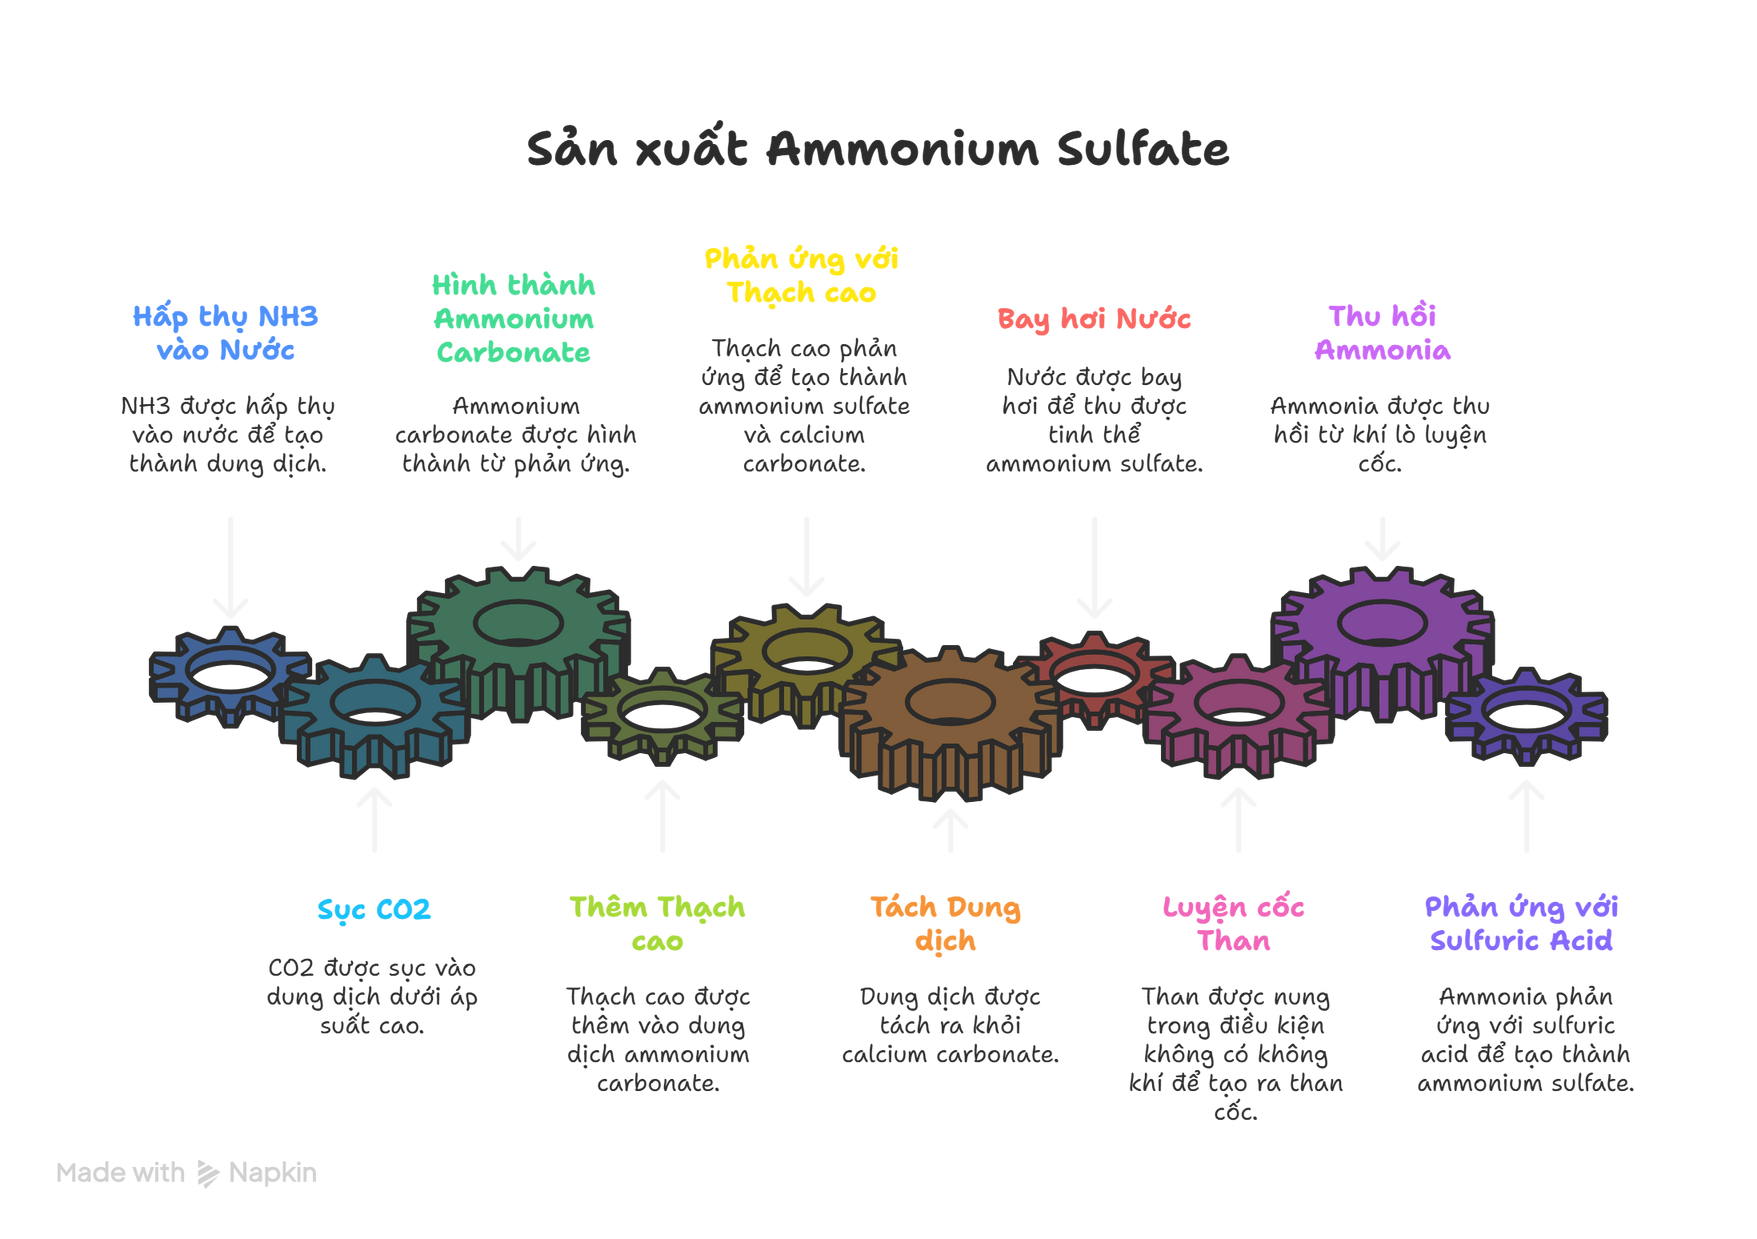 Sản xuất Ammonium Sulfate
Hấp thụ NH3
vào Nước
NH3 được hấp thụ
vào nước để tạo
thành dung dịch.
Hình thành
Ammonium
Carbonate
Ammonium
carbonate được hình
thành từ phản ứng.
Phản ứng với
Thạch cao
Thạch cao phản
ứng để tạo thành
ammonium sulfate
và calcium
carbonate.
Bay hơi Nước
Nước được bay
hơi để thu được
tinh thể
ammonium sulfate.
Thu hồi
Ammonia
Ammonia được thu
hồi từ khí lò luyện
cốc.
Sục CO2
CO2 được sục vào
dung dịch dưới áp
suất cao.
Thêm Thạch
cao
Thạch cao được
thêm vào dung
dịch ammonium
carbonate.
Tách Dung
dịch
Dung dịch được
tách ra khỏi
calcium carbonate.
Luyện cốc
Than
Than được nung
trong điều kiện
không có không
khí để tạo ra than
cốc.
Phản ứng với
Sulfuric Acid
Ammonia phản
ứng với sulfuric
acid để tạo thành
ammonium sulfate.
Made with Napkin